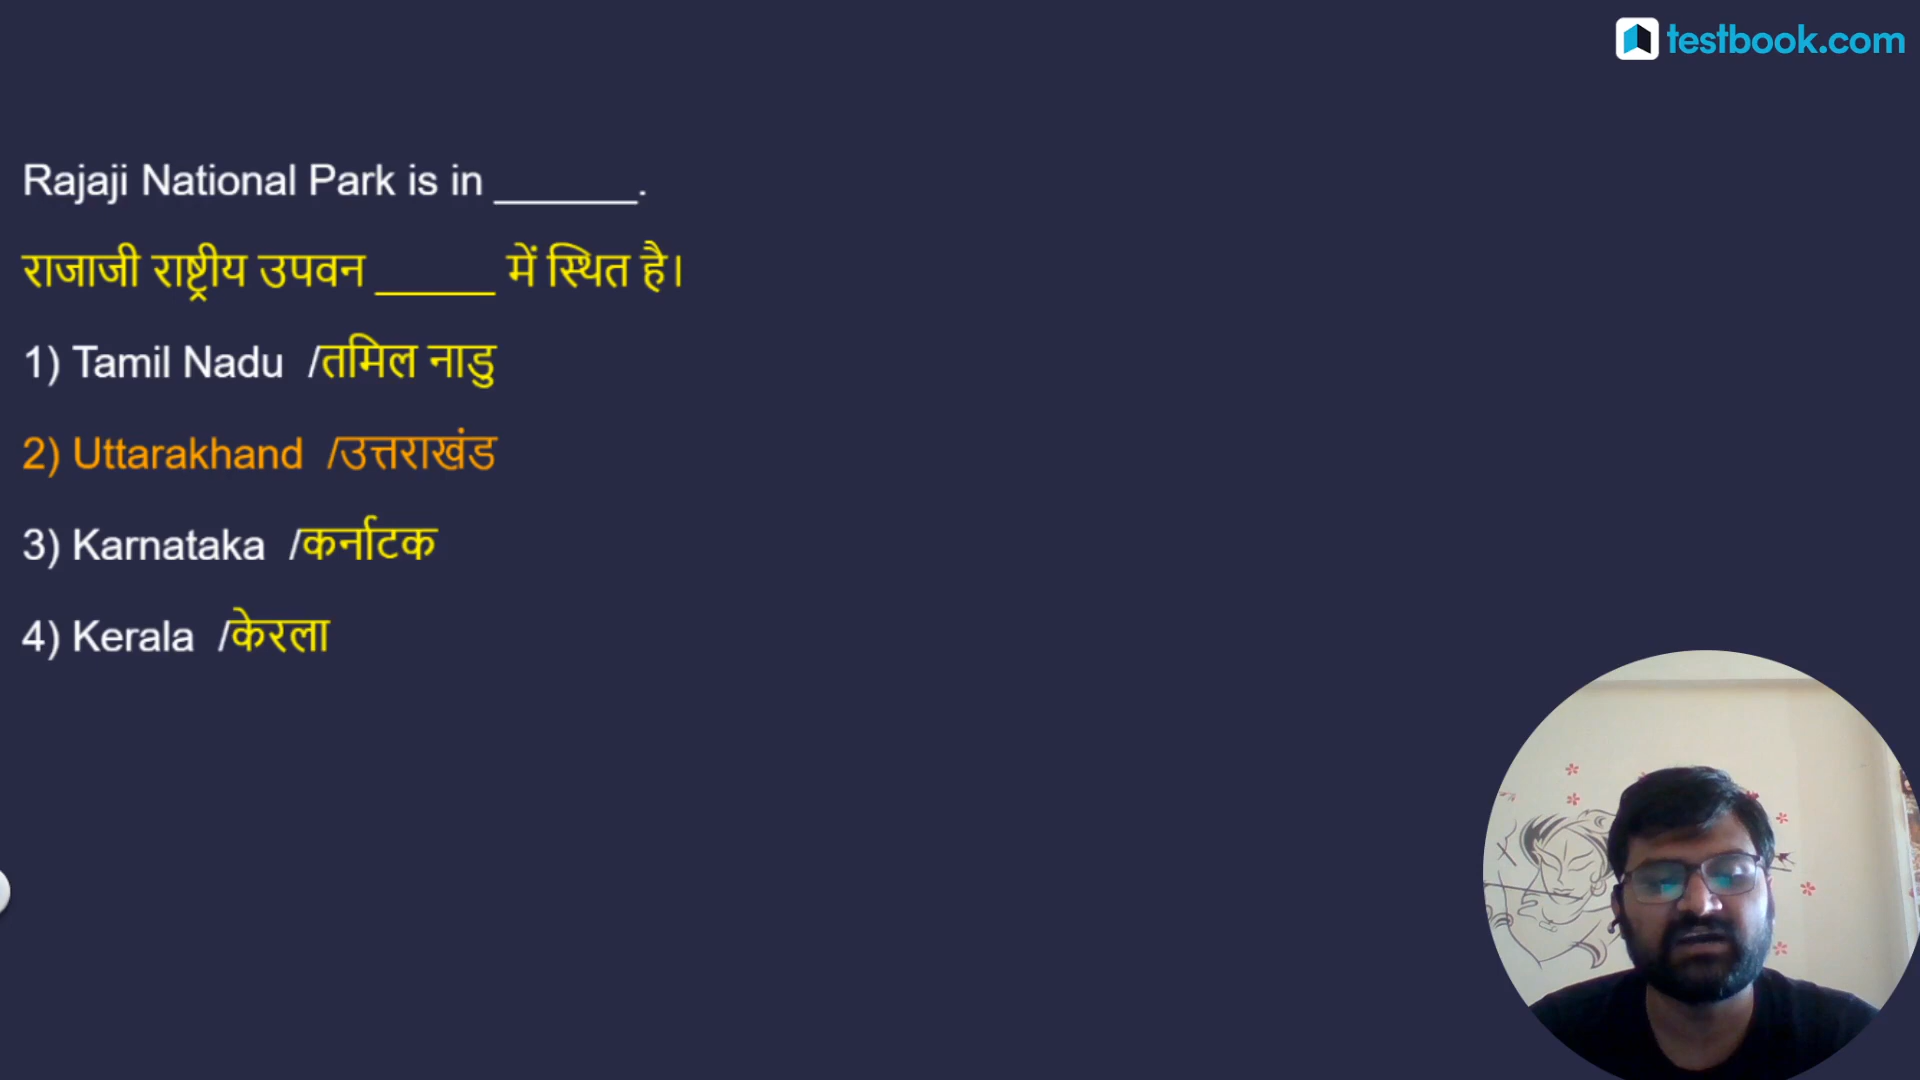 testbook.com
Rajaji National Park is in ______.
राजाजी राष्ट्रीय उपवन _____ में स्थित है।
1) Tamil Nadu /तमिल नाडु
2) Uttarakhand /उत्तराखंड
3) Karnataka /कर्नाटक
4) Kerala /केरला